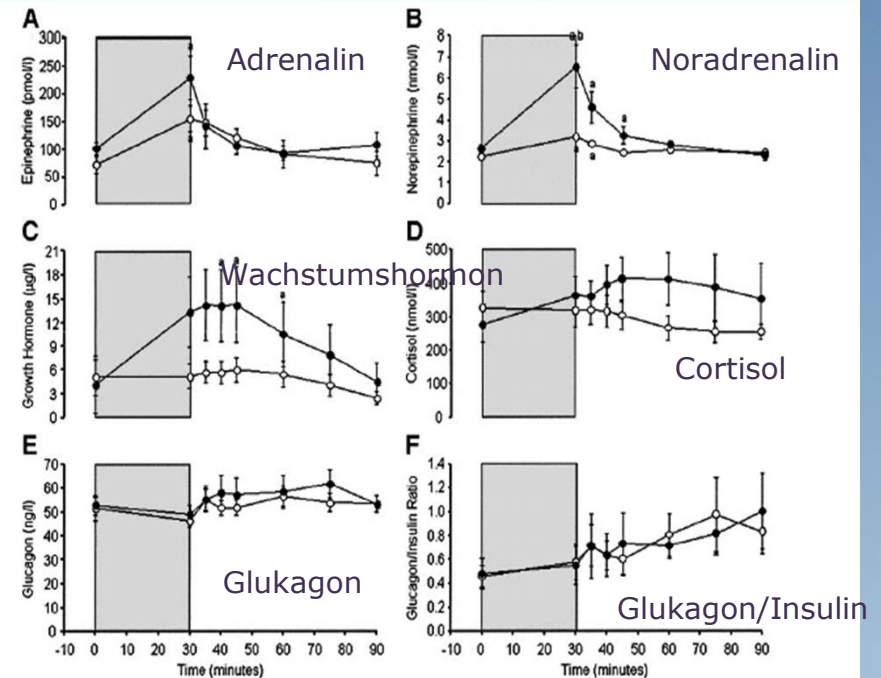 A
Epinephrine (pmol/l)
300
250
200
150
100
50
0
a
a
Adrenalin
B
Norepinephrine (nmol/l)
8
7
6
5
4
3
2
1
0
ab
a
a
a
a
Noradrenalin
C
Growth Hormone (µg/l)
21
18
15
12
9
6
3
0
a
a
a
Wachstumshormon
D
Cortisol (nmol/l)
500
400
300
200
100
0
Cortisol
E
Glucagon (ng/l)
70
60
50
40
30
20
10
0
Glukagon
-10 0 10 20 30 40 50 60 70 80 90
Time (minutes)
F
Glucagon/Insulin Ratio
1.4
1.2
1.0
0.8
0.6
0.4
0.2
0.0
Glukagon/Insulin
-10 0 10 20 30 40 50 60 70 80 90
Time (minutes)